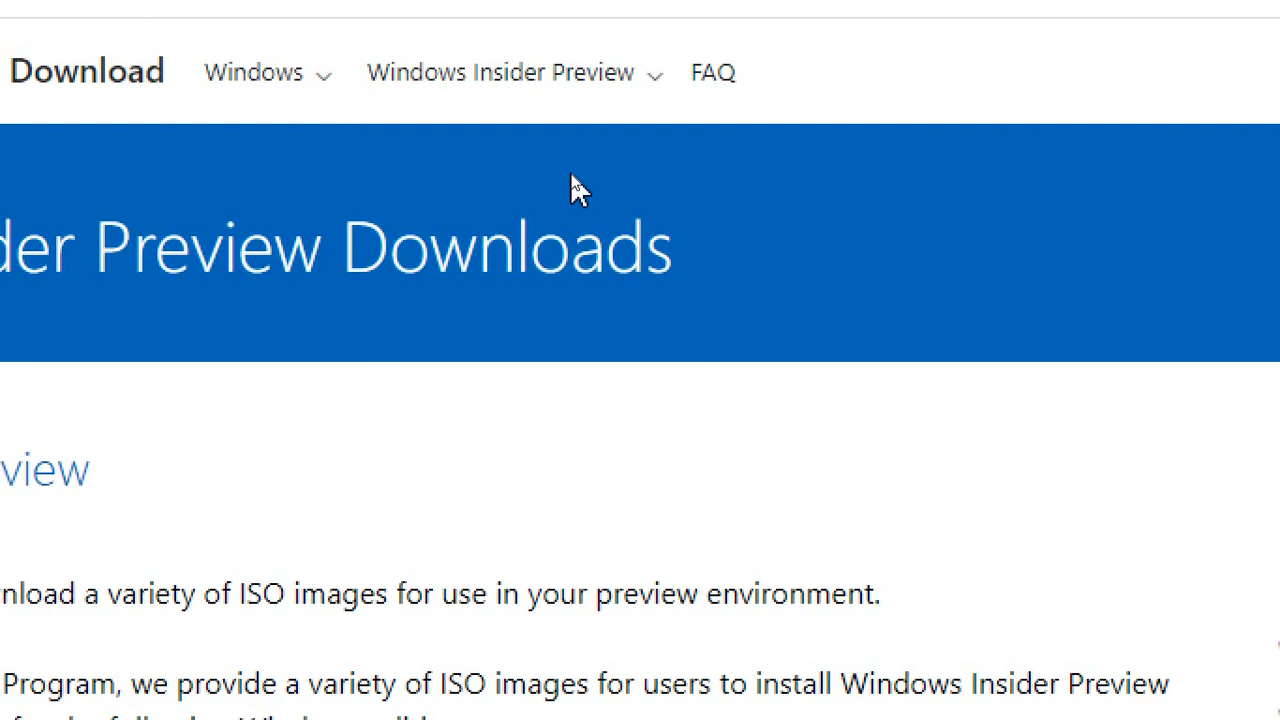 Download Windows Windows Insider Preview FAQ
der Preview Downloads
view
nload a variety of ISO images for use in your preview environment.
Program, we provide a variety of ISO images for users to install Windows Insider Preview